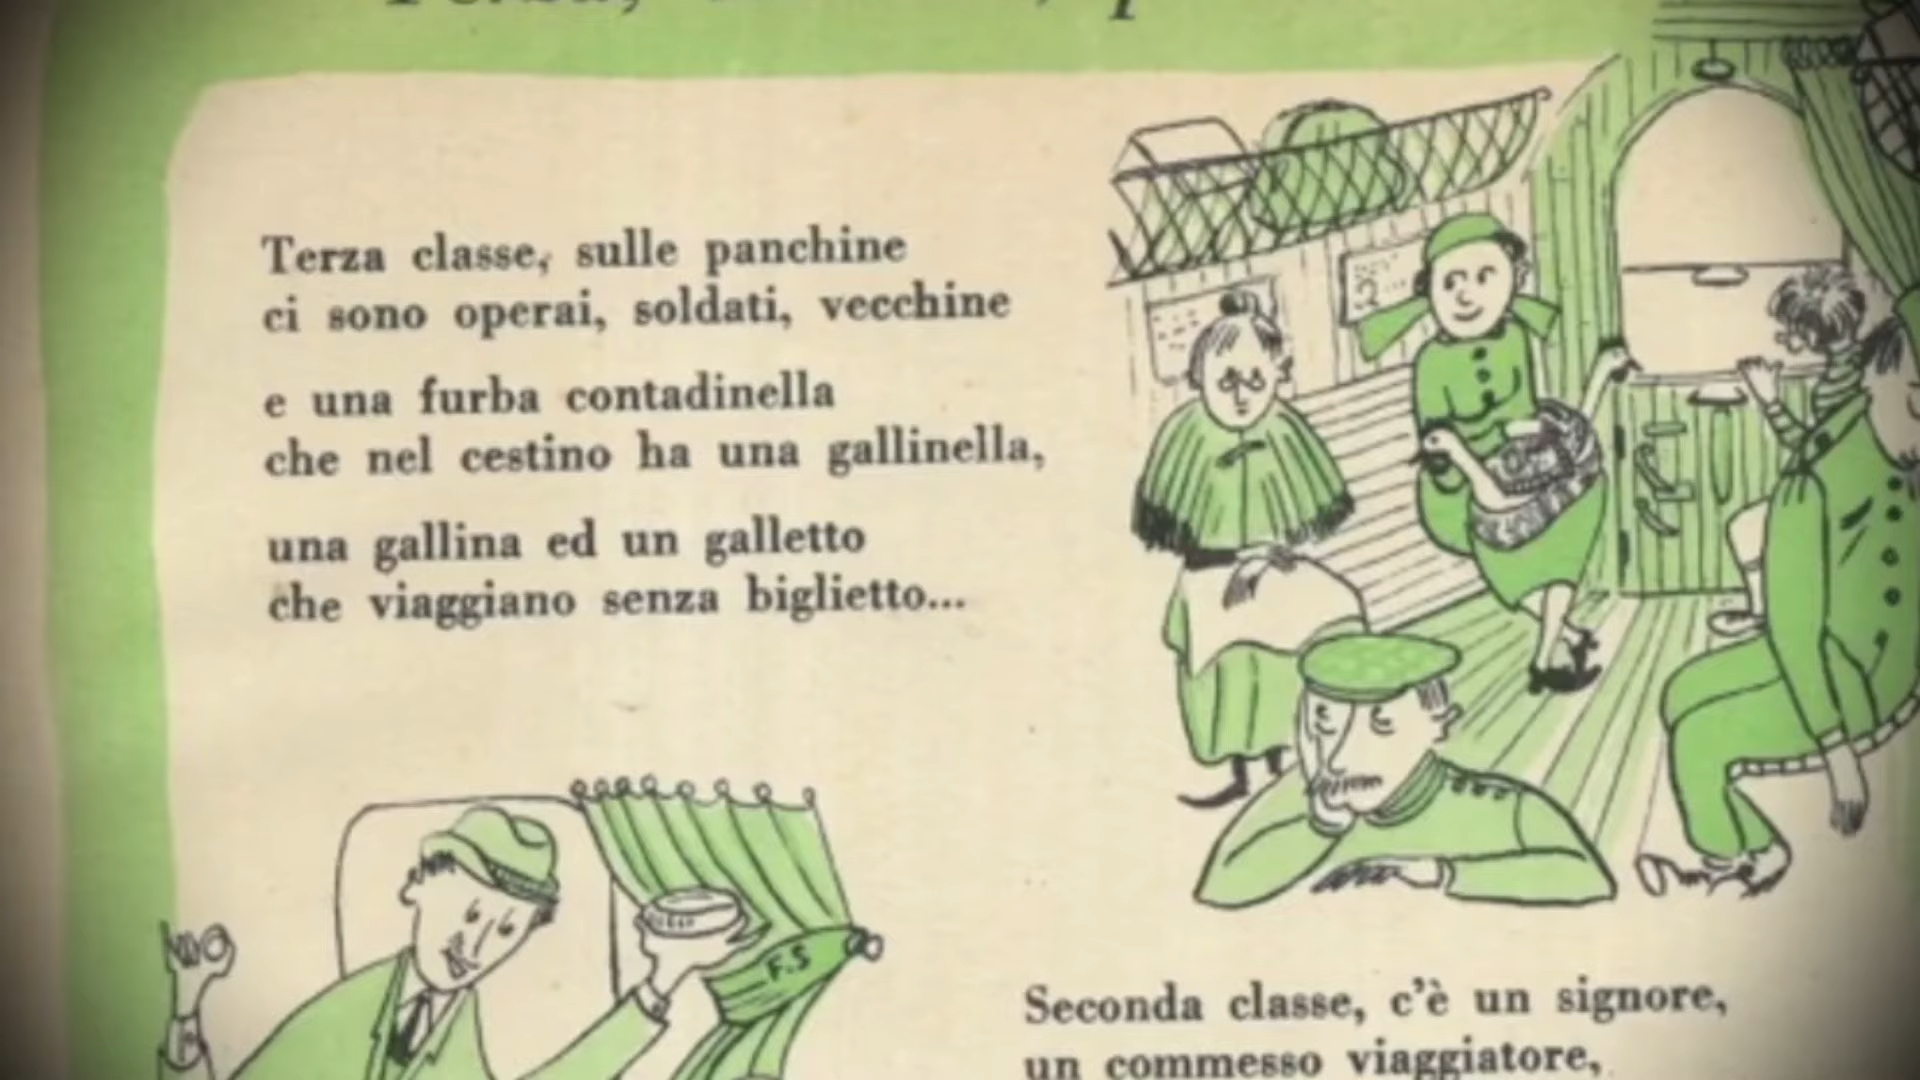 Terza classe, sulle panchine
ci sono operai, soldati, vecchine
e una furba contadinella
che nel cestino ha una gallinella,
una gallina ed un galletto
che viaggiano senza biglietto...
F.S
Seconda classe, c'è un signore,
un commesso viaggiatore,